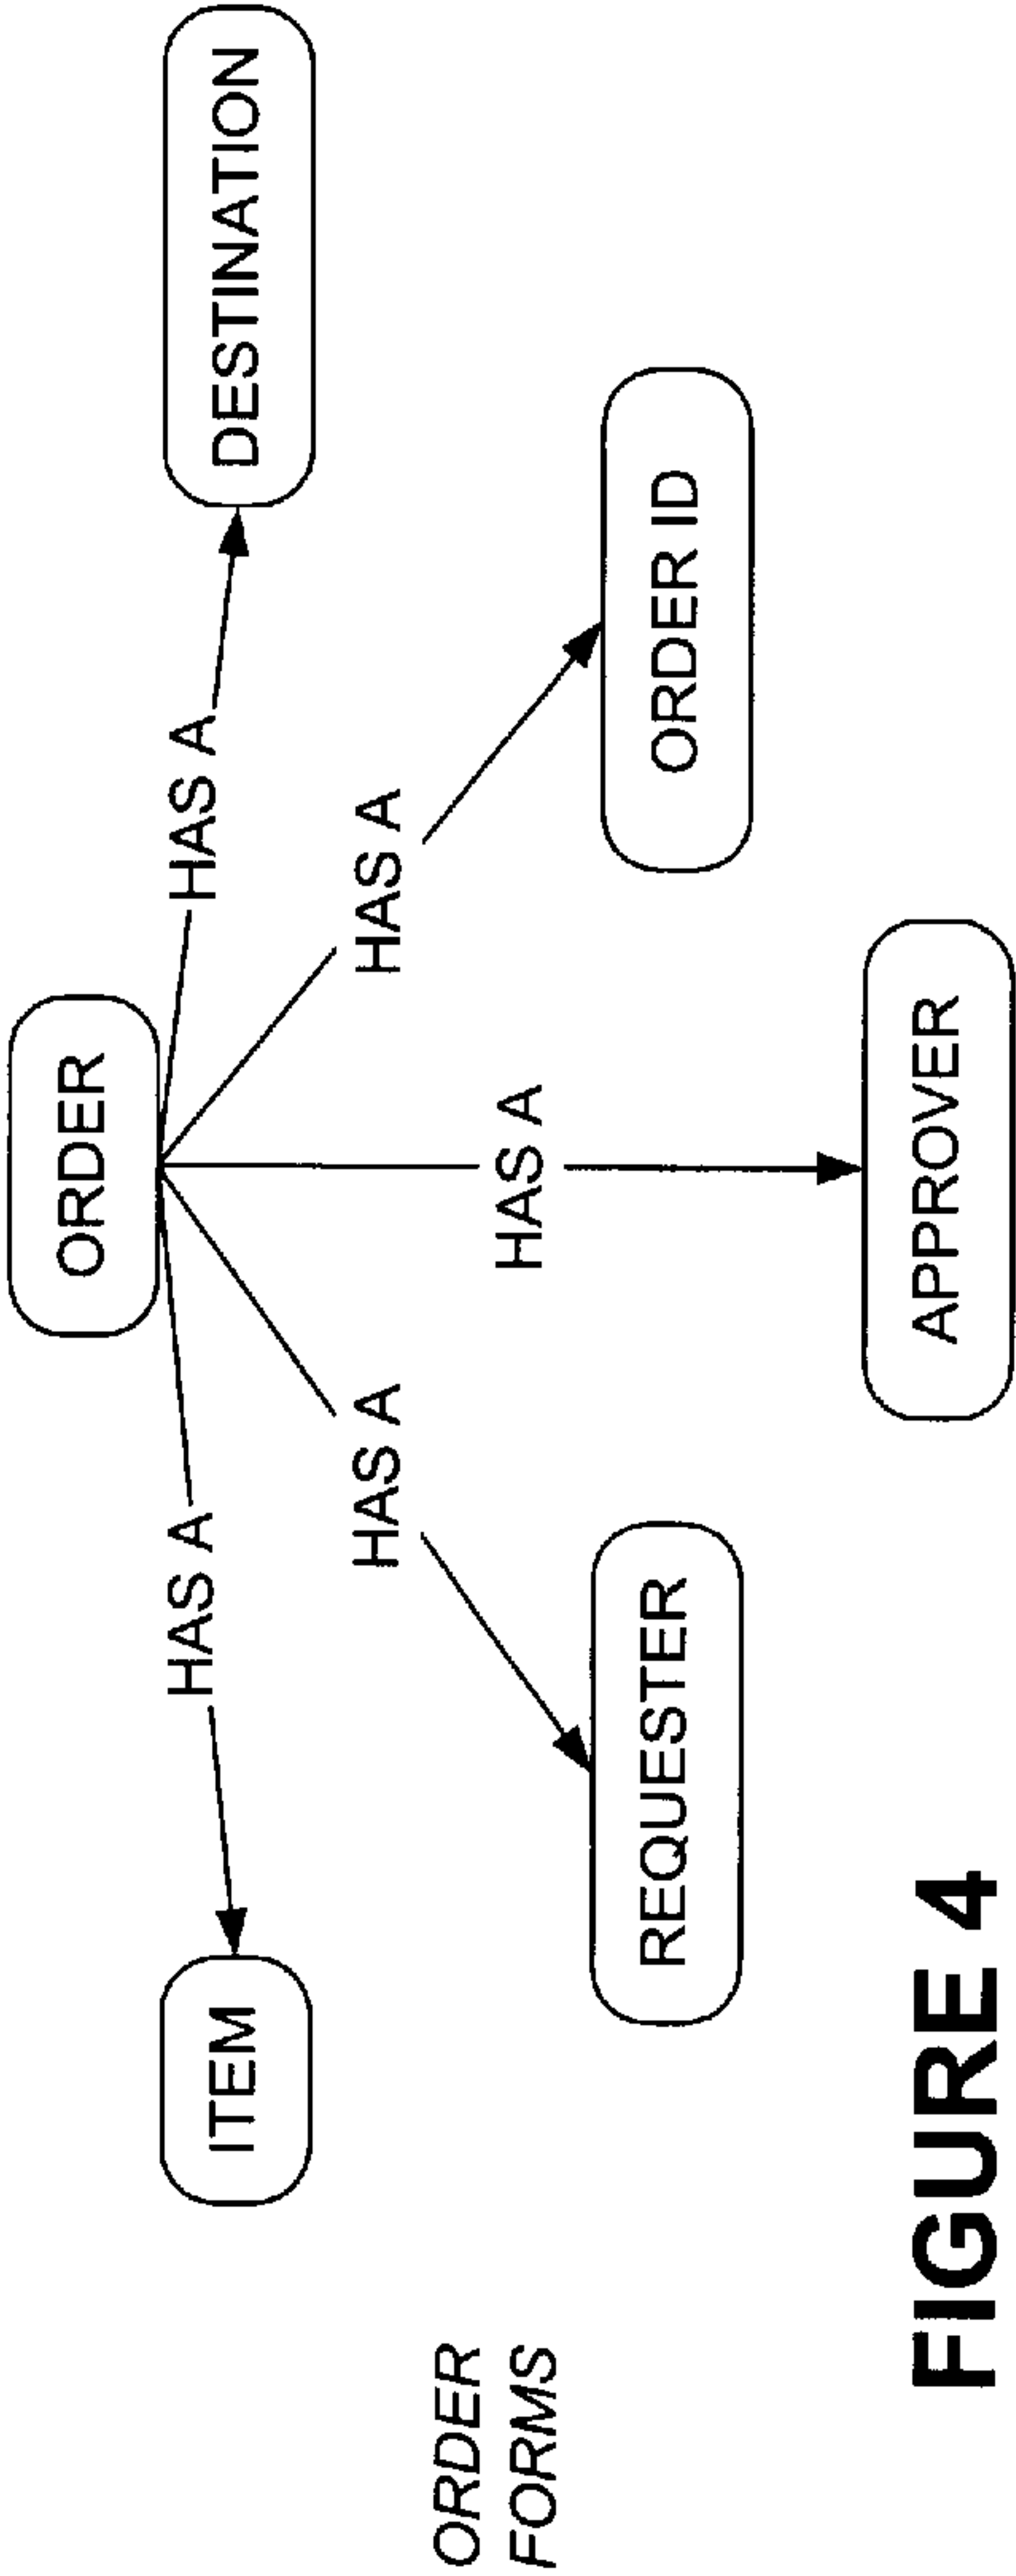 ORDER
HAS A
HAS A
HAS A
HAS A
HAS A
ITEM
DESTINATION
REQUESTER
ORDER ID
APPROVER
ORDER
FORMS
FIGURE 4